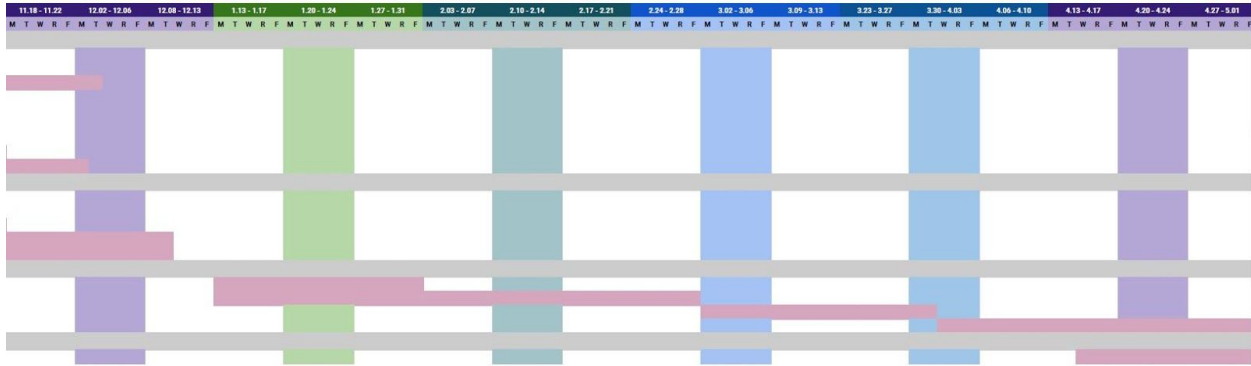 11.18 - 11.22 12.02 - 12.06 12.08 - 12.13 1.13 - 1.17 1.20 - 1.24 1.27 - 1.31 2.03 - 2.07 2.10 - 2.14 2.17 - 2.21 2.24 - 2.28 3.02 - 3.06 3.09 - 3.13 3.23 - 3.27 3.30 - 4.03 4.06 - 4.10 4.13 - 4.17 4.20 - 4.24 4.27 - 5.01
M T W R F M T W R F M T W R F M T W R F M T W R F M T W R F M T W R F M T W R F M T W R F M T W R F M T W R F M T W R F M T W R F M T W R F M T W R F M T W R F M T W R F M T W R F